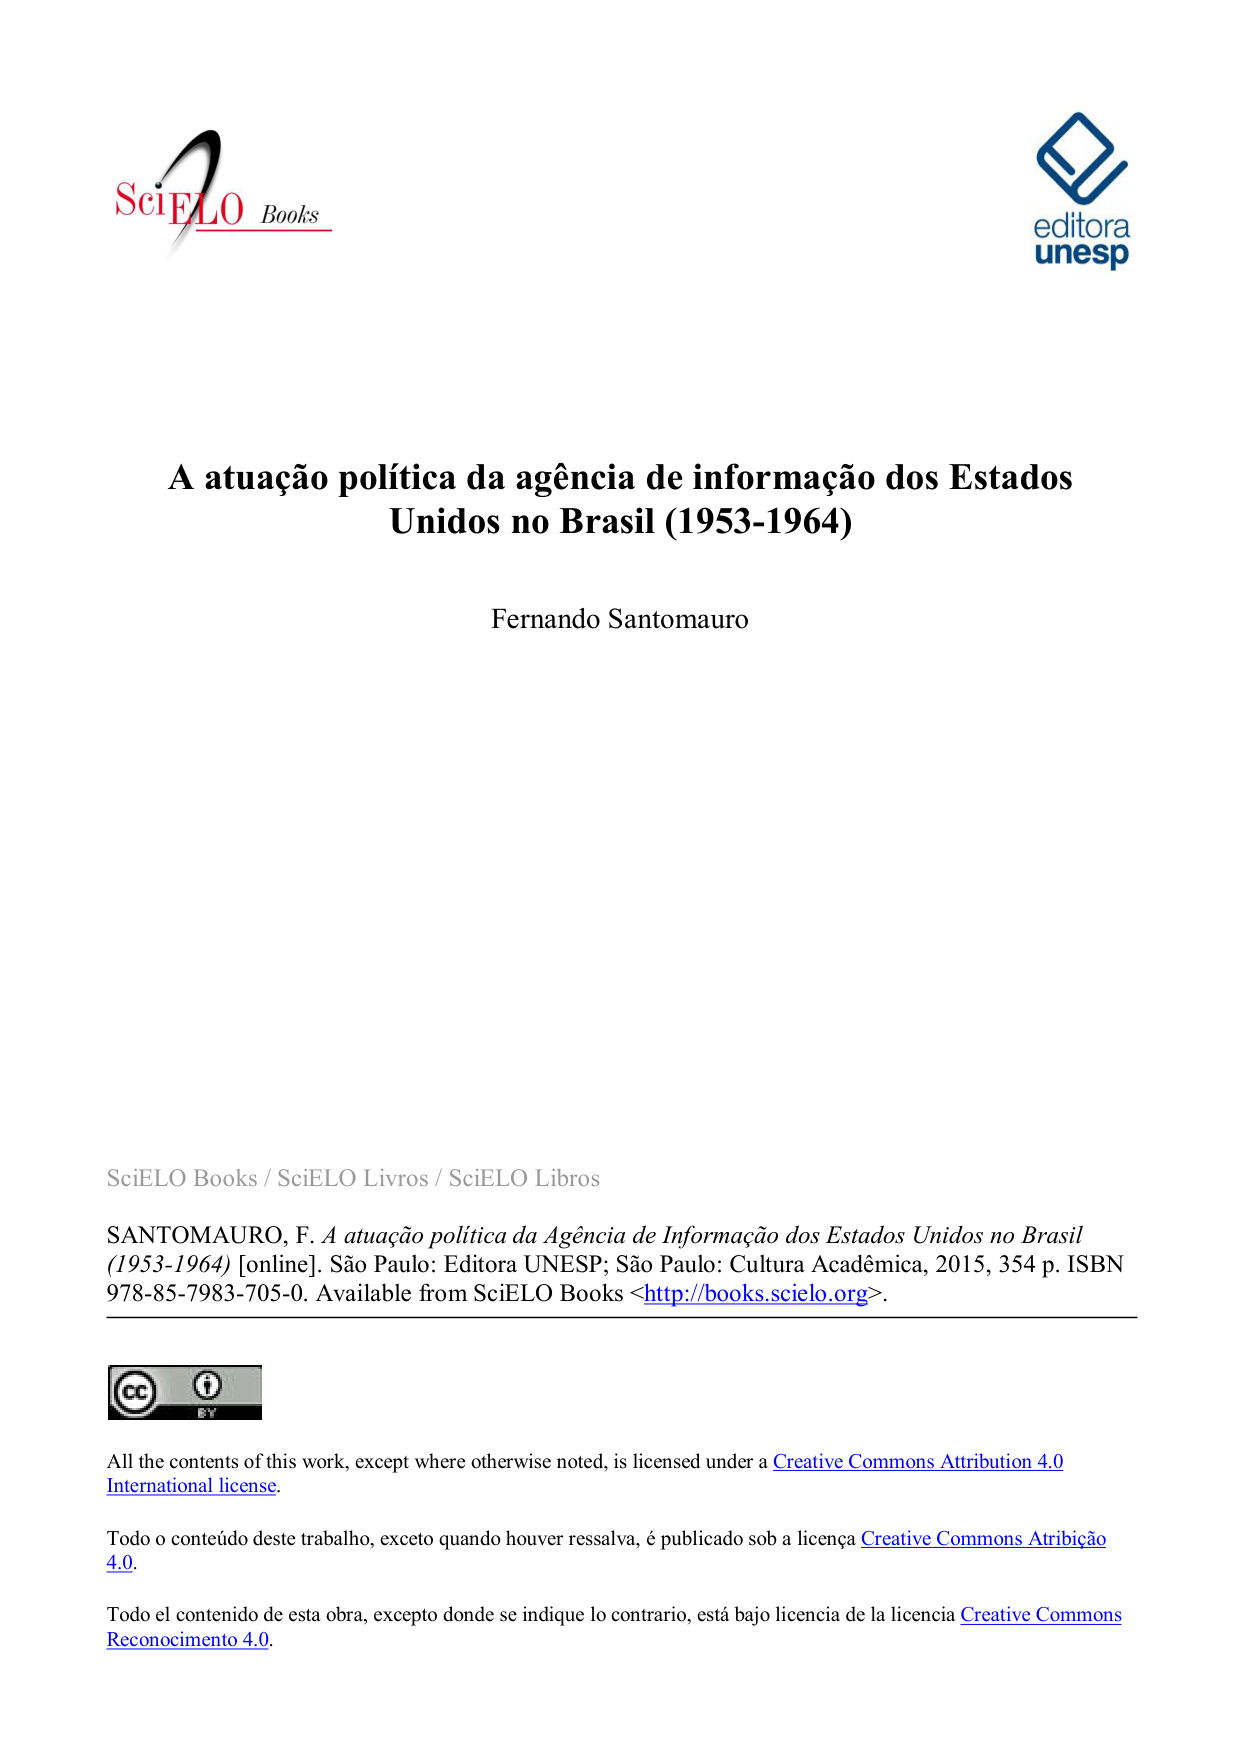 SciELO Books
editora
unesp
A atuação política da agência de informação dos Estados
Unidos no Brasil (1953-1964)
Fernando Santomauro
SciELO Books / SciELO Livros / SciELO Libros
SANTOMAURO, F. A atuação política da Agência de Informação dos Estados Unidos no Brasil
(1953-1964) [online]. São Paulo: Editora UNESP; São Paulo: Cultura Acadêmica, 2015, 354 p. ISBN
978-85-7983-705-0. Available from SciELO Books <http://books.scielo.org>.
cc
BY
All the contents of this work, except where otherwise noted, is licensed under a Creative Commons Attribution 4.0
International license.
Todo o conteúdo deste trabalho, exceto quando houver ressalva, é publicado sob a licença Creative Commons Atribição
4.0.
Todo el contenido de esta obra, excepto donde se indique lo contrario, está bajo licencia de la licencia Creative Commons
Reconocimento 4.0.